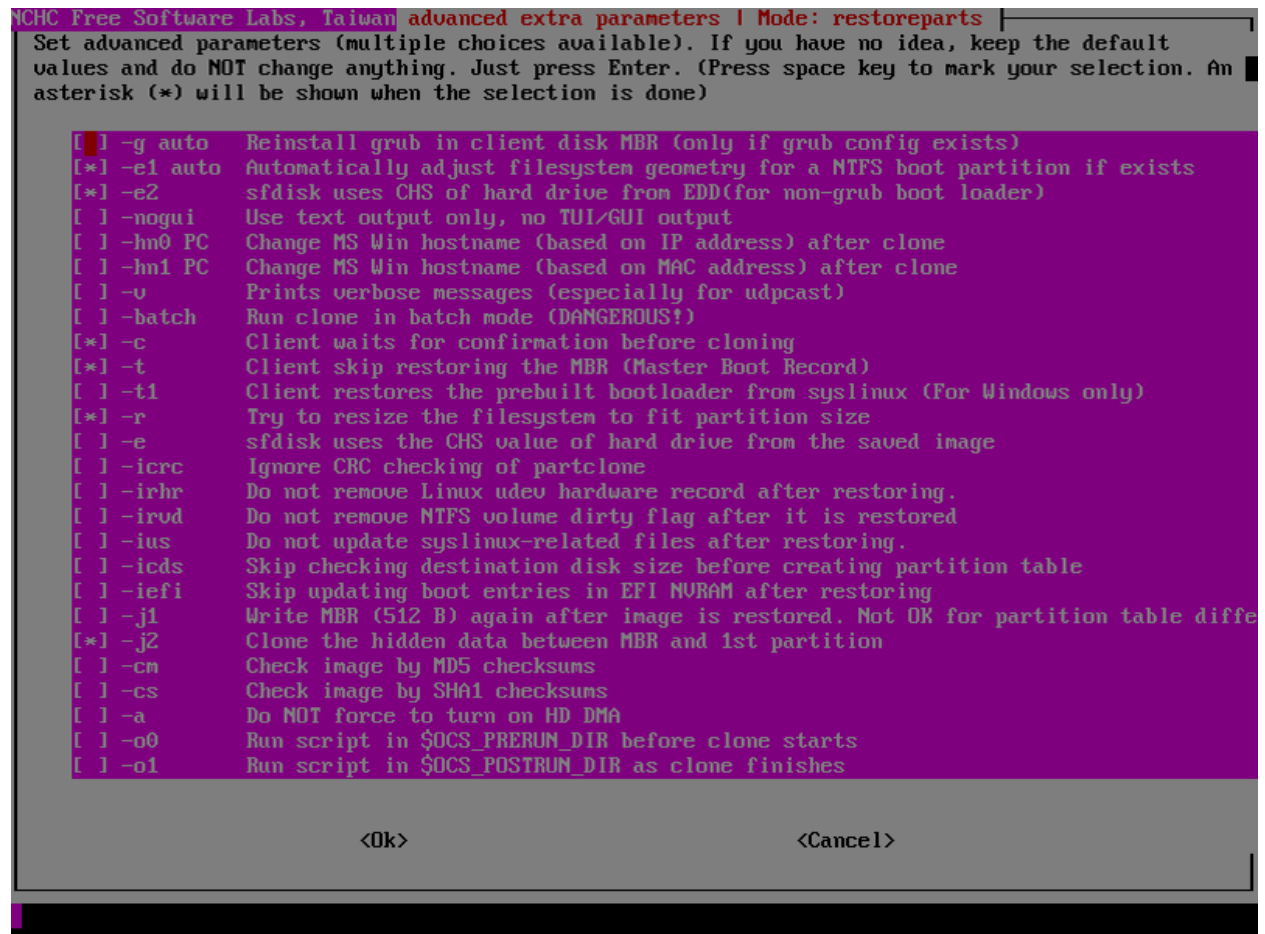 NCHC Free Software Labs, Taiwan advanced extra parameters | Mode: restoreparts
Set advanced parameters (multiple choices available). If you have no idea, keep the default
values and do NOT change anything. Just press Enter. (Press space key to mark your selection. An
asterisk (*) will be shown when the selection is done)
[ ] -g auto Reinstall grub in client disk MBR (only if grub config exists)
[*] -e1 auto Automatically adjust filesystem geometry for a NTFS boot partition if exists
[*] -e2 sfdisk uses CHS of hard drive from EDD(for non-grub boot loader)
[ ] -nogui Use text output only, no TUI/GUI output
[ ] -hn0 PC Change MS Win hostname (based on IP address) after clone
[ ] -hn1 PC Change MS Win hostname (based on MAC address) after clone
[ ] -v Prints verbose messages (especially for udpcast)
[ ] -batch Run clone in batch mode (DANGEROUS!)
[*] -c Client waits for confirmation before cloning
[*] -t Client skip restoring the MBR (Master Boot Record)
[ ] -t1 Client restores the prebuilt bootloader from syslinux (For Windows only)
[*] -r Try to resize the filesystem to fit partition size
[ ] -e sfdisk uses the CHS value of hard drive from the saved image
[ ] -icrc Ignore CRC checking of partclone
[ ] -irhr Do not remove Linux udev hardware record after restoring.
[ ] -irvd Do not remove NTFS volume dirty flag after it is restored
[ ] -ius Do not update syslinux-related files after restoring.
[ ] -icds Skip checking destination disk size before creating partition table
[ ] -iefi Skip updating boot entries in EFI NVRAM after restoring
[ ] -j1 Write MBR (512 B) again after image is restored. Not OK for partition table diffe
[*] -j2 Clone the hidden data between MBR and 1st partition
[ ] -cm Check image by MD5 checksums
[ ] -cs Check image by SHA1 checksums
[ ] -a Do NOT force to turn on HD DMA
[ ] -o0 Run script in $OCS_PRERUN_DIR before clone starts
[ ] -o1 Run script in $OCS_POSTRUN_DIR as clone finishes
<Ok> <Cancel>